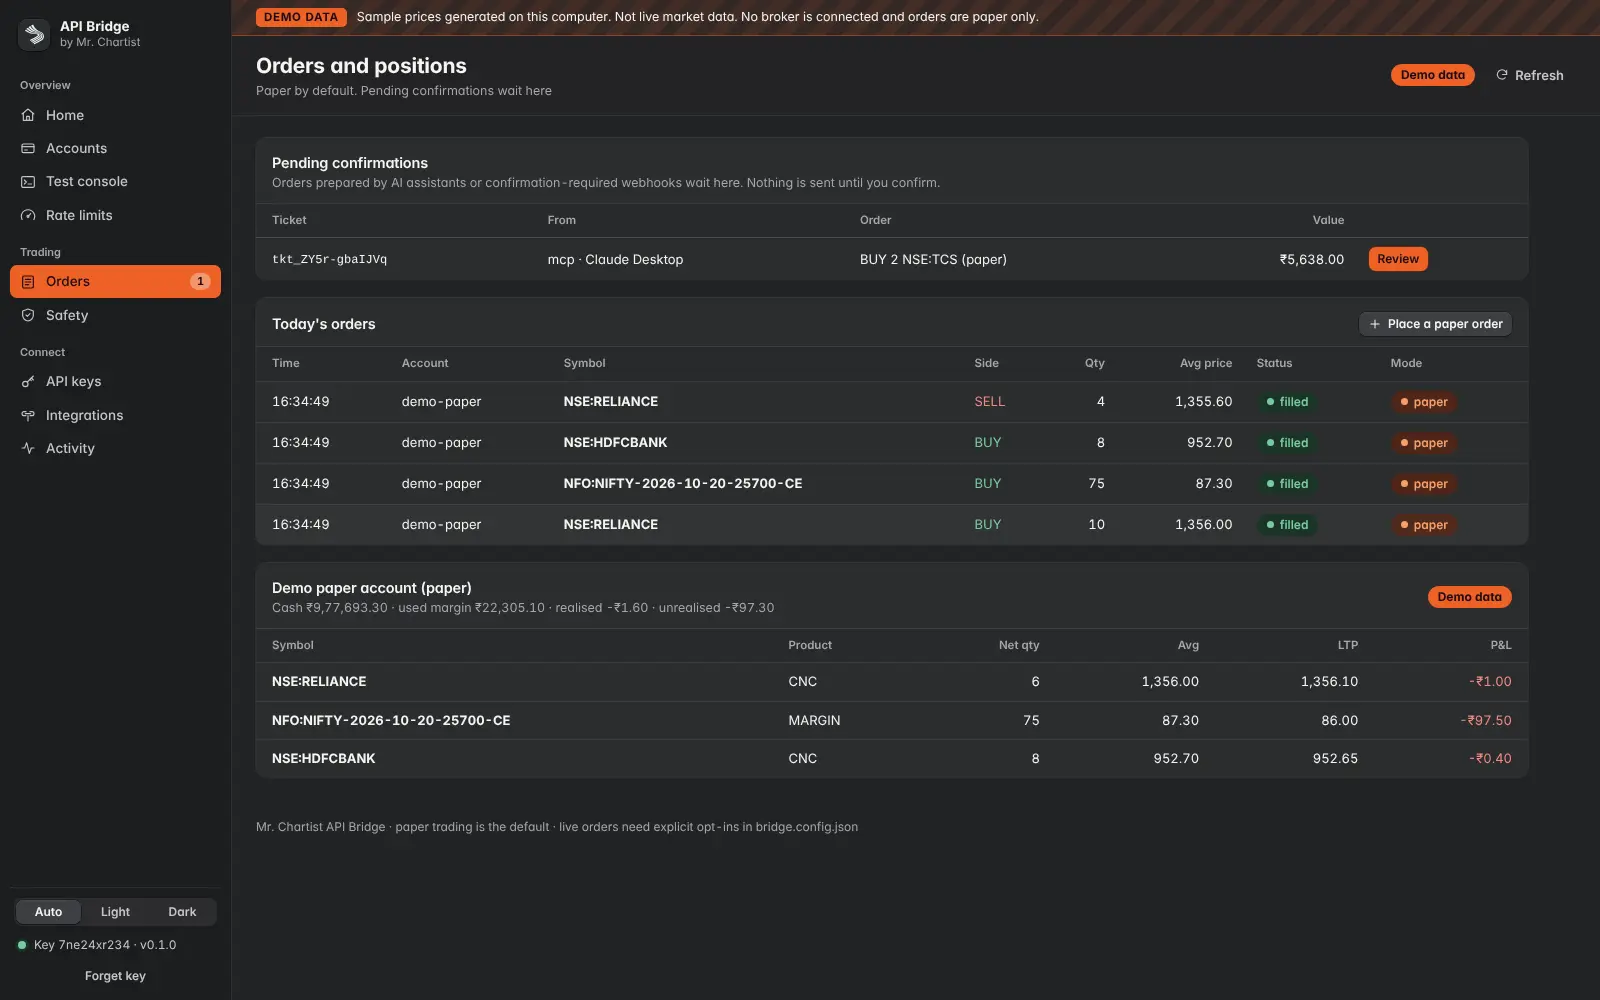 API Bridge
by Mr. Chartist
Overview
Home
Accounts
Test console
Rate limits
Trading
Orders 1
Safety
Connect
API keys
Integrations
Activity
Auto Light Dark
Key 7ne24xr234 · v0.1.0
Forget key
DEMO DATA Sample prices generated on this computer. Not live market data. No broker is connected and orders are paper only.
Orders and positions
Paper by default. Pending confirmations wait here
Demo data Refresh
Pending confirmations
Orders prepared by AI assistants or confirmation-required webhooks wait here. Nothing is sent until you confirm.
Ticket From Order Value
tkt_ZY5r-gbaIJVq mcp · Claude Desktop BUY 2 NSE:TCS (paper) ₹5,638.00 Review
Today's orders + Place a paper order
Time Account Symbol Side Qty Avg price Status Mode
16:34:49 demo-paper NSE:RELIANCE SELL 4 1,355.60 filled paper
16:34:49 demo-paper NSE:HDFCBANK BUY 8 952.70 filled paper
16:34:49 demo-paper NFO:NIFTY-2026-10-20-25700-CE BUY 75 87.30 filled paper
16:34:49 demo-paper NSE:RELIANCE BUY 10 1,356.00 filled paper
Demo paper account (paper)
Cash ₹9,77,693.30 · used margin ₹22,305.10 · realised -₹1.60 · unrealised -₹97.30
Demo data
Symbol Product Net qty Avg LTP P&L
NSE:RELIANCE CNC 6 1,356.00 1,356.10 -₹1.00
NFO:NIFTY-2026-10-20-25700-CE MARGIN 75 87.30 86.00 -₹97.50
NSE:HDFCBANK CNC 8 952.70 952.65 -₹0.40
Mr. Chartist API Bridge · paper trading is the default · live orders need explicit opt-ins in bridge.config.json